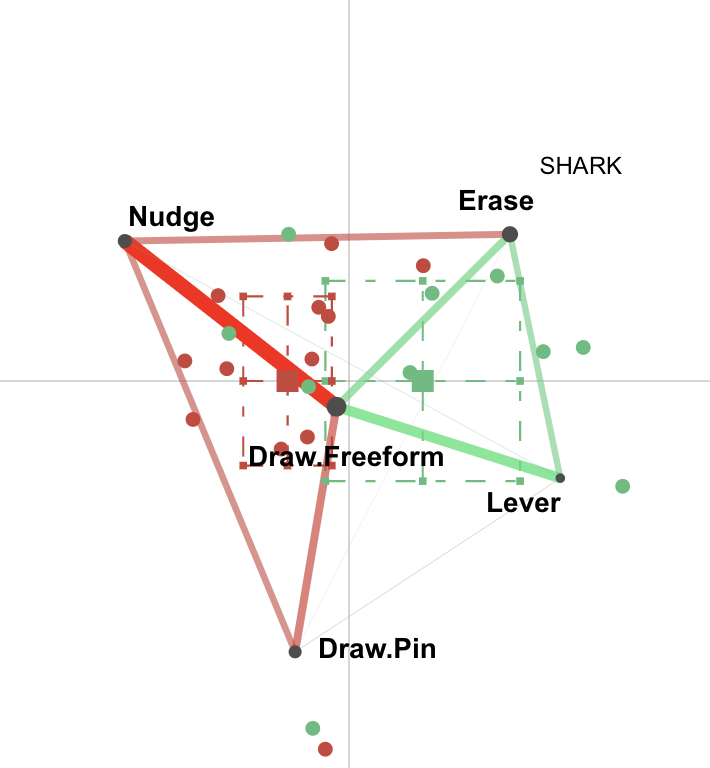 SHARK
Erase
Nudge
Draw.Freeform
Lever
Draw.Pin